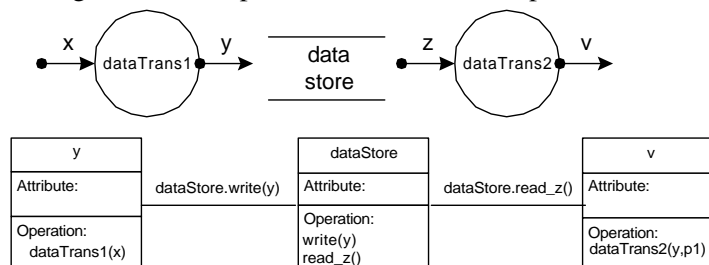 x
dataTrans1
y
data
store
z
dataTrans2
v
y
Attribute:
Operation:
dataTrans1(x)
dataStore.write(y)
dataStore
Attribute:
Operation:
write(y)
read_z()
dataStore.read_z()
v
Attribute:
Operation:
dataTrans2(y,p1)